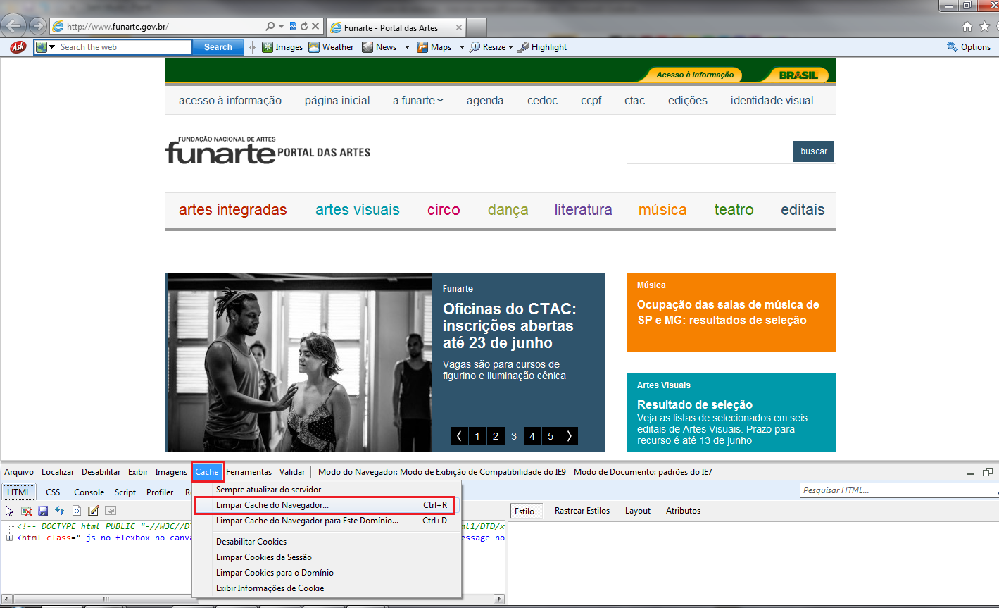 http://www.funarte.gov.br/
Funarte - Portal das Artes
Ask
Search the web
Search
Images
Weather
News
Maps
Resize
Highlight
Options
Acesso à Informação
BRASIL
acesso à informação
página inicial
a funarte
agenda
cedoc
ccpf
ctac
edições
identidade visual
FUNDAÇÃO NACIONAL DE ARTES
funarte PORTAL DAS ARTES
buscar
artes integradas
artes visuais
circo
dança
literatura
música
teatro
editais
Funarte
Oficinas do CTAC:
inscrições abertas
até 23 de junho
Vagas são para cursos de
figurino e iluminação cênica
1 2 3 4 5
Música
Ocupação das salas de música de
SP e MG: resultados de seleção
Artes Visuais
Resultado de seleção
Veja as listas de selecionados em seis
editais de Artes Visuais. Prazo para
recurso é até 13 de junho
Arquivo Localizar Desabilitar Exibir Imagens Cache Ferramentas Validar Modo do Navegador: Modo de Exibição de Compatibilidade do IE9 Modo de Documento: padrões do IE7
HTML CSS Console Script Profiler Re
Pesquisar HTML...
Sempre atualizar do servidor
Limpar Cache do Navegador... Ctrl+R
Limpar Cache do Navegador para Este Domínio... Ctrl+D
Desabilitar Cookies
Limpar Cookies da Sessão
Limpar Cookies para o Domínio
Exibir Informações de Cookie
Estilo Rastrear Estilos Layout Atributos
<!-- DOCTYPE html PUBLIC "-//W3C//DT ml1/DTD/x
<html class=" js no-flexbox no-canva essage no